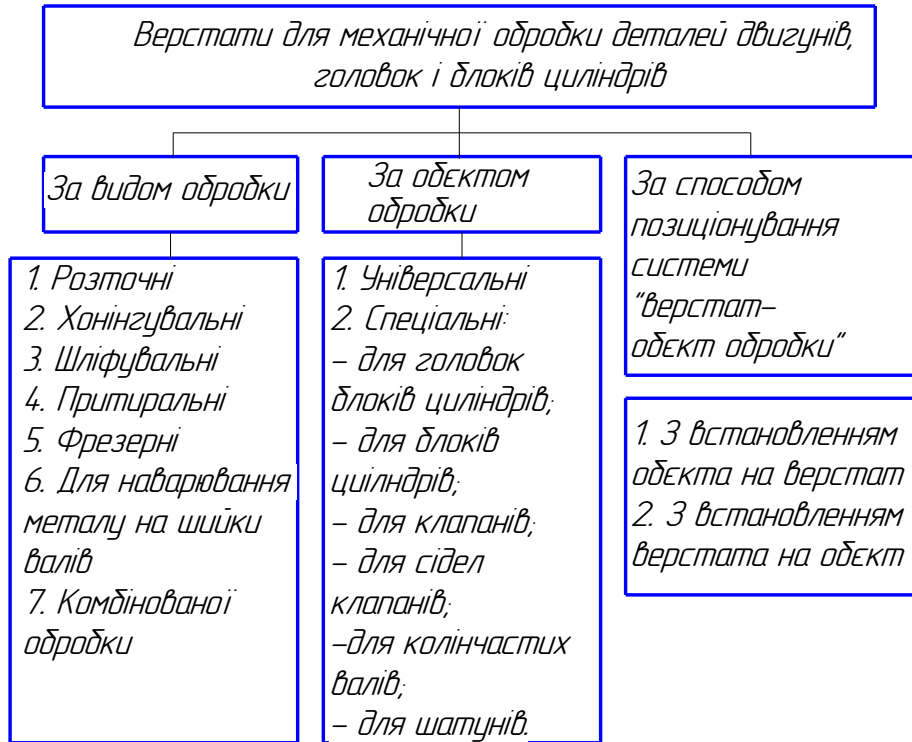 Верстати для механічної обробки деталей двигунів,
головок і блоків циліндрів
За видом обробки
За обєктом
обробки
За способом
позиціонування
системи
"верстат–
обєкт обробки"
1. Розточні
2. Хонінгувальні
3. Шліфувальні
4. Притиральні
5. Фрезерні
6. Для наварювання
металу на шийки
валів
7. Комбінованої
обробки
1. Універсальні
2. Спеціальні:
– для головок
блоків циліндрів;
– для блоків
циілндрів;
– для клапанів;
– для сідел
клапанів;
–для колінчастих
валів;
– для шатунів.
1. З встановленням
обєкта на верстат
2. З встановленням
верстата на обєкт